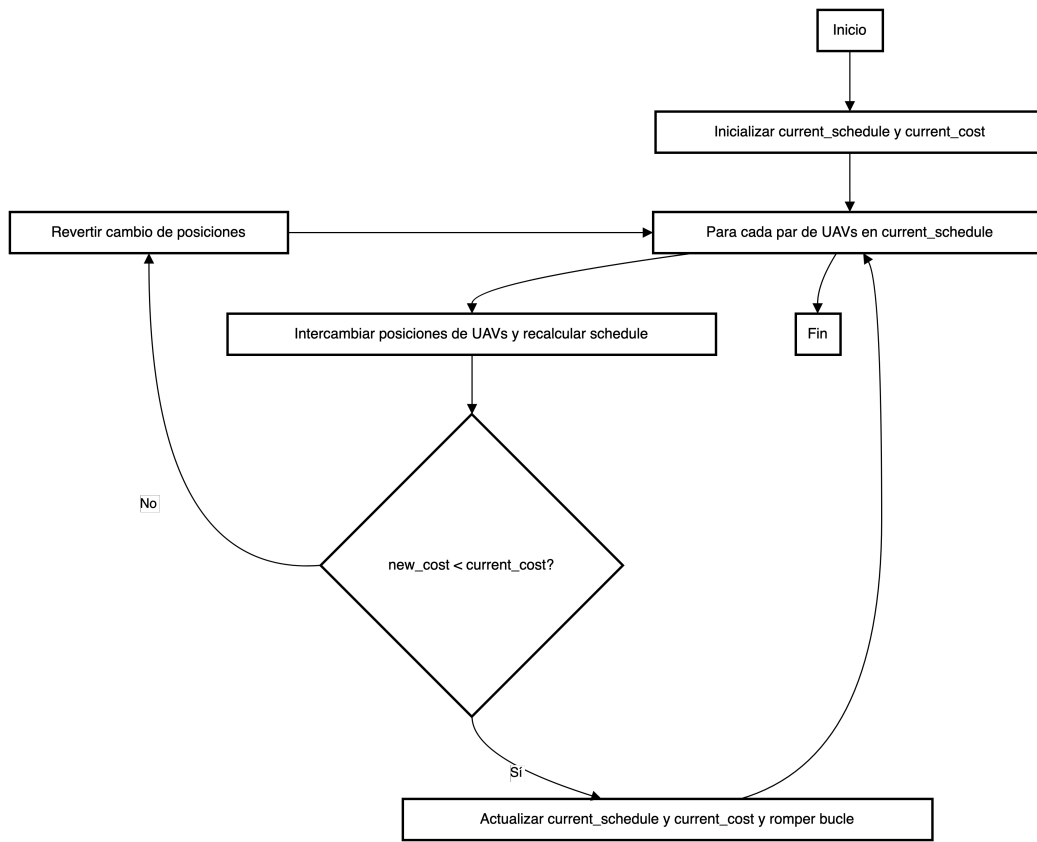 Inicio
Inicializar current_schedule y current_cost
Revertir cambio de posiciones
Para cada par de UAVs en current_schedule
Intercambiar posiciones de UAVs y recalcular schedule
Fin
No
new_cost < current_cost?
Sí
Actualizar current_schedule y current_cost y romper bucle